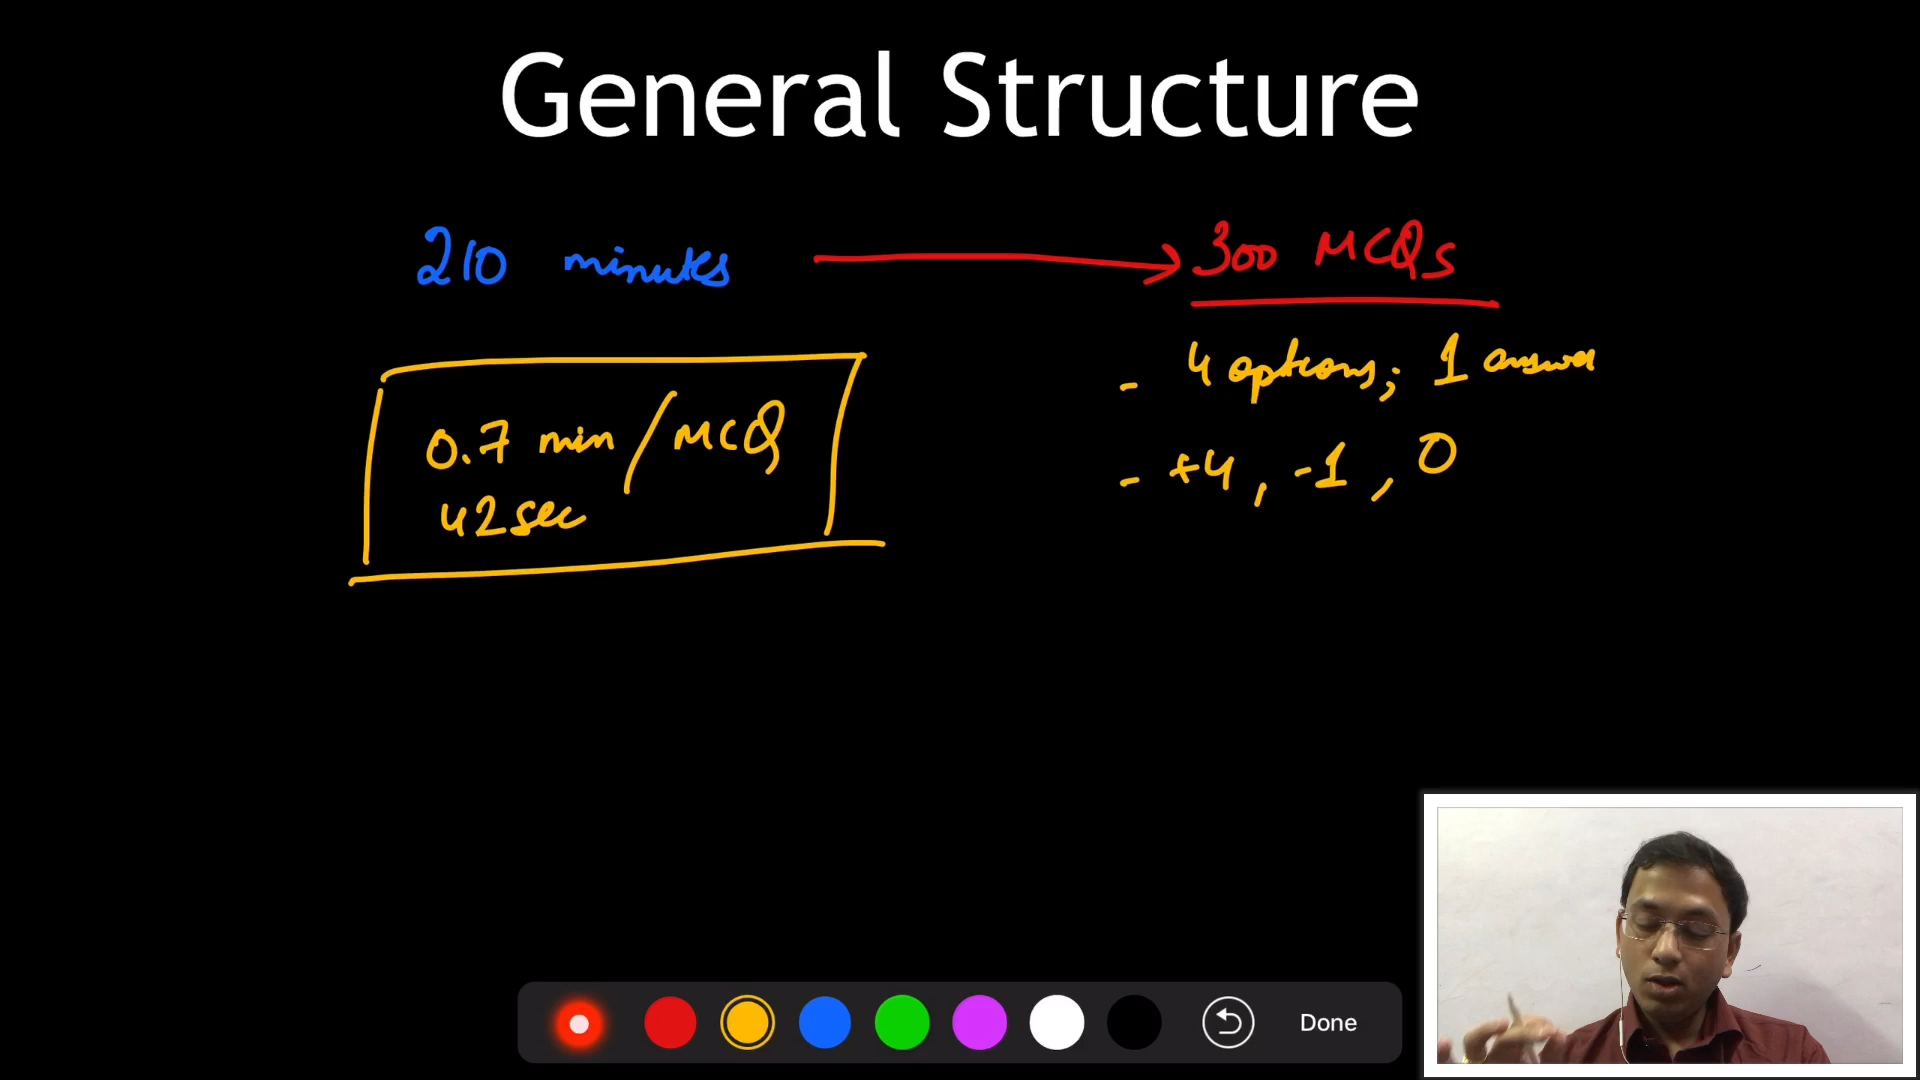 General Structure
210 minutes
300 MCQs
- 4 options; 1 answer
- +4, -1, 0
0.7 min/MCQ
42 sec
Done